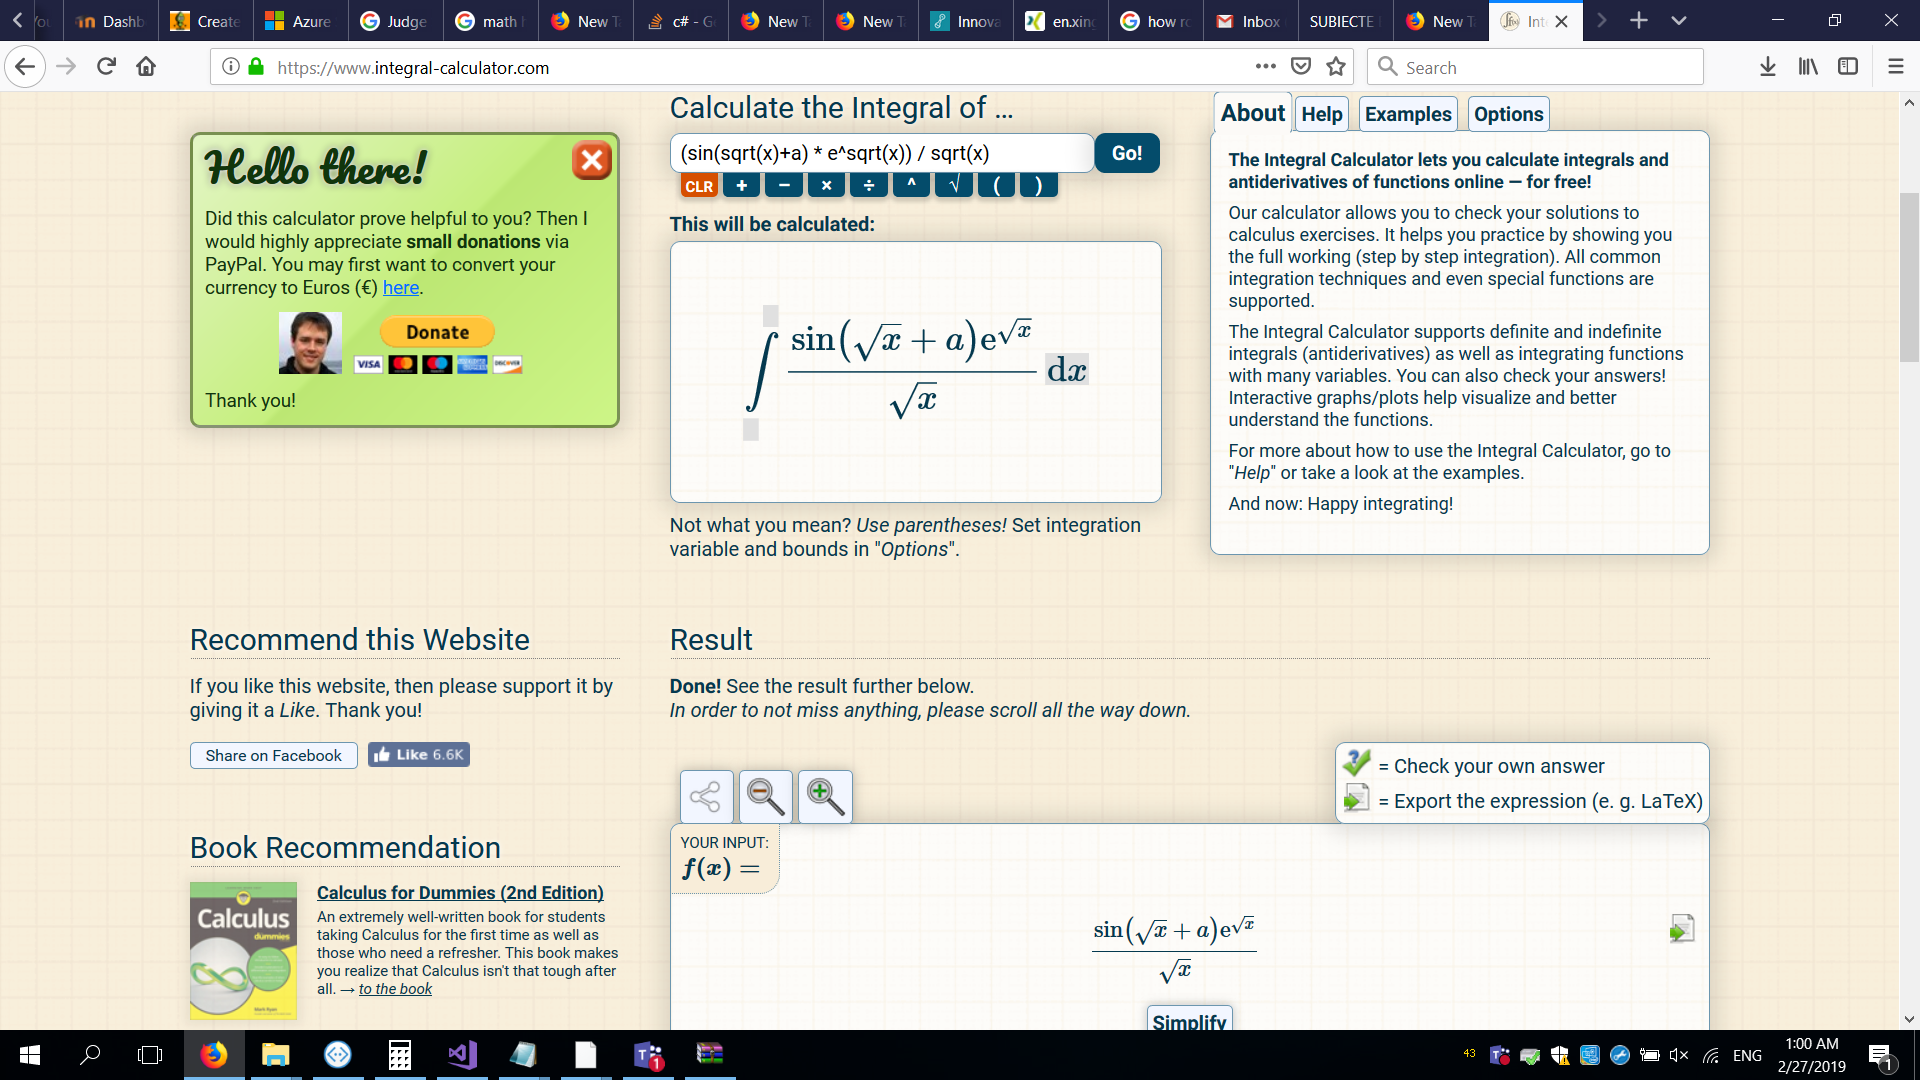 Dashb
Create
Azure
Judge
math
New T
c# - G
New T
New T
Innova
en.xing
how r
Inbox
SUBIECTE
New T
Int
https://www.integral-calculator.com
Search
Hello there!
Did this calculator prove helpful to you? Then I
would highly appreciate small donations via
PayPal. You may first want to convert your
currency to Euros (€) here.
Donate
VISA
DISCOVER
Thank you!
Calculate the Integral of …
(sin(sqrt(x)+a) * e^sqrt(x)) / sqrt(x)
Go!
CLR + − × ÷ ^ √ ( )
This will be calculated:
∫ sin(√x + a)e^√x / √x dx
Not what you mean? Use parentheses! Set integration
variable and bounds in "Options".
About
Help
Examples
Options
The Integral Calculator lets you calculate integrals and
antiderivatives of functions online — for free!
Our calculator allows you to check your solutions to
calculus exercises. It helps you practice by showing you
the full working (step by step integration). All common
integration techniques and even special functions are
supported.
The Integral Calculator supports definite and indefinite
integrals (antiderivatives) as well as integrating functions
with many variables. You can also check your answers!
Interactive graphs/plots help visualize and better
understand the functions.
For more about how to use the Integral Calculator, go to
"Help" or take a look at the examples.
And now: Happy integrating!
Recommend this Website
If you like this website, then please support it by
giving it a Like. Thank you!
Share on Facebook
Like 6.6K
Book Recommendation
Calculus
dummies
Calculus for Dummies (2nd Edition)
An extremely well-written book for students
taking Calculus for the first time as well as
those who need a refresher. This book makes
you realize that Calculus isn't that tough after
all. → to the book
Result
Done! See the result further below.
In order to not miss anything, please scroll all the way down.
= Check your own answer
= Export the expression (e. g. LaTeX)
YOUR INPUT:
f(x) =
sin(√x + a)e^√x / √x
Simplify
43
ENG
1:00 AM
2/27/2019
1